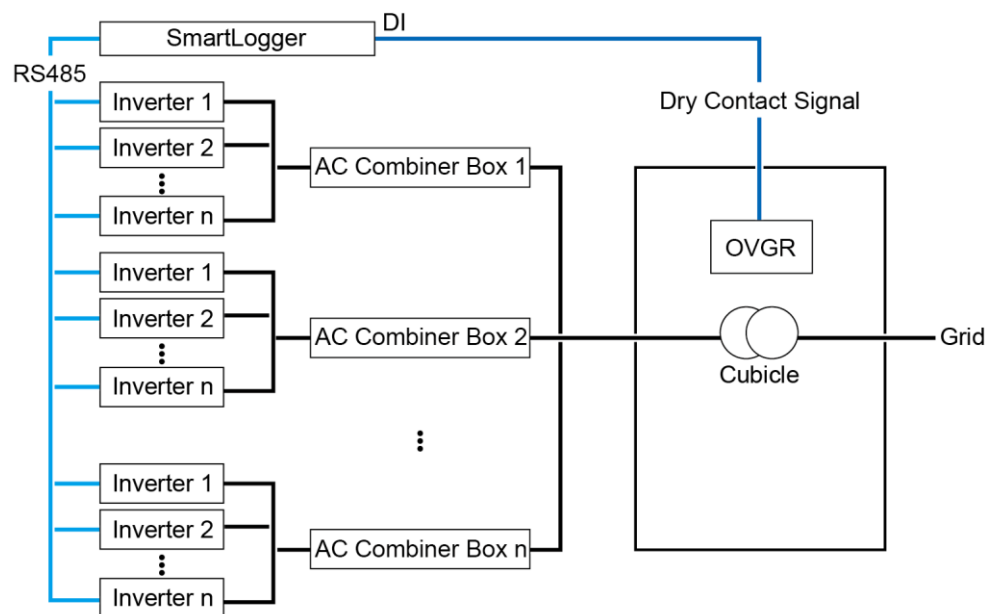 DI
SmartLogger
RS485
Inverter 1
Inverter 2
Inverter n
AC Combiner Box 1
Dry Contact Signal
OVGR
Inverter 1
Inverter 2
Inverter n
AC Combiner Box 2
Cubicle
Grid
Inverter 1
Inverter 2
Inverter n
AC Combiner Box n